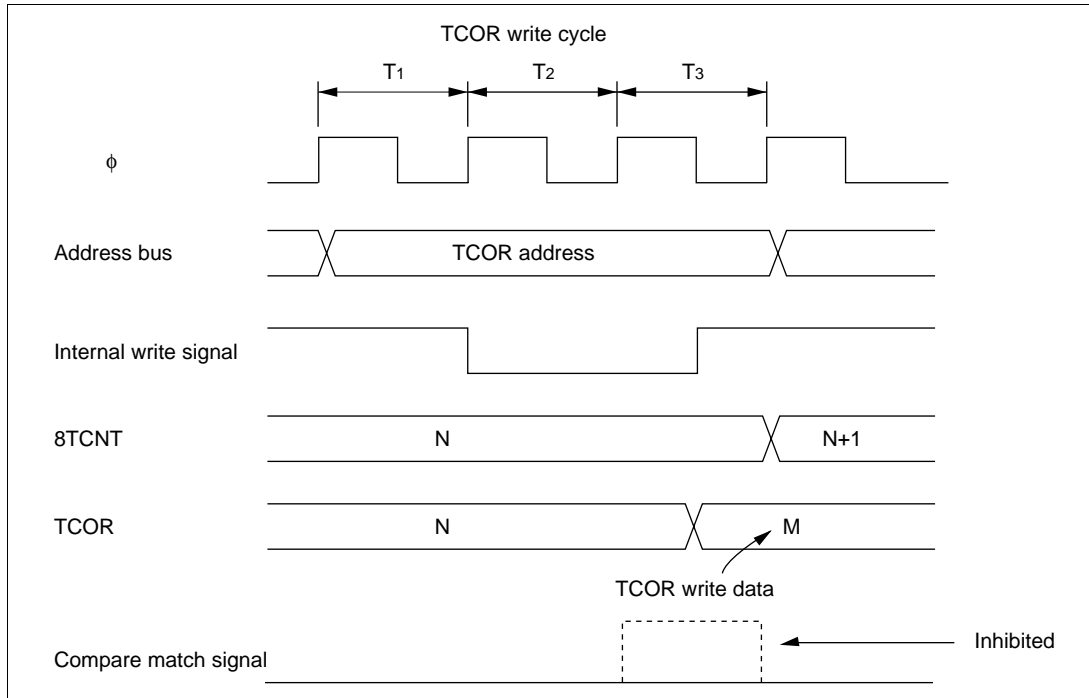 TCOR write cycle
T1 T2 T3
ϕ
Address bus TCOR address
Internal write signal
8TCNT N N+1
TCOR N M
TCOR write data
Inhibited
Compare match signal